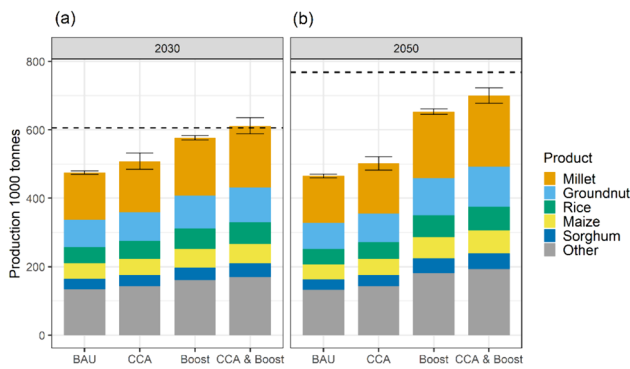 (a)
(b)
2030
2050
Production 1000 tonnes
800
600
400
200
0
BAU CCA Boost CCA & Boost
BAU CCA Boost CCA & Boost
Product
Millet
Groundnut
Rice
Maize
Sorghum
Other